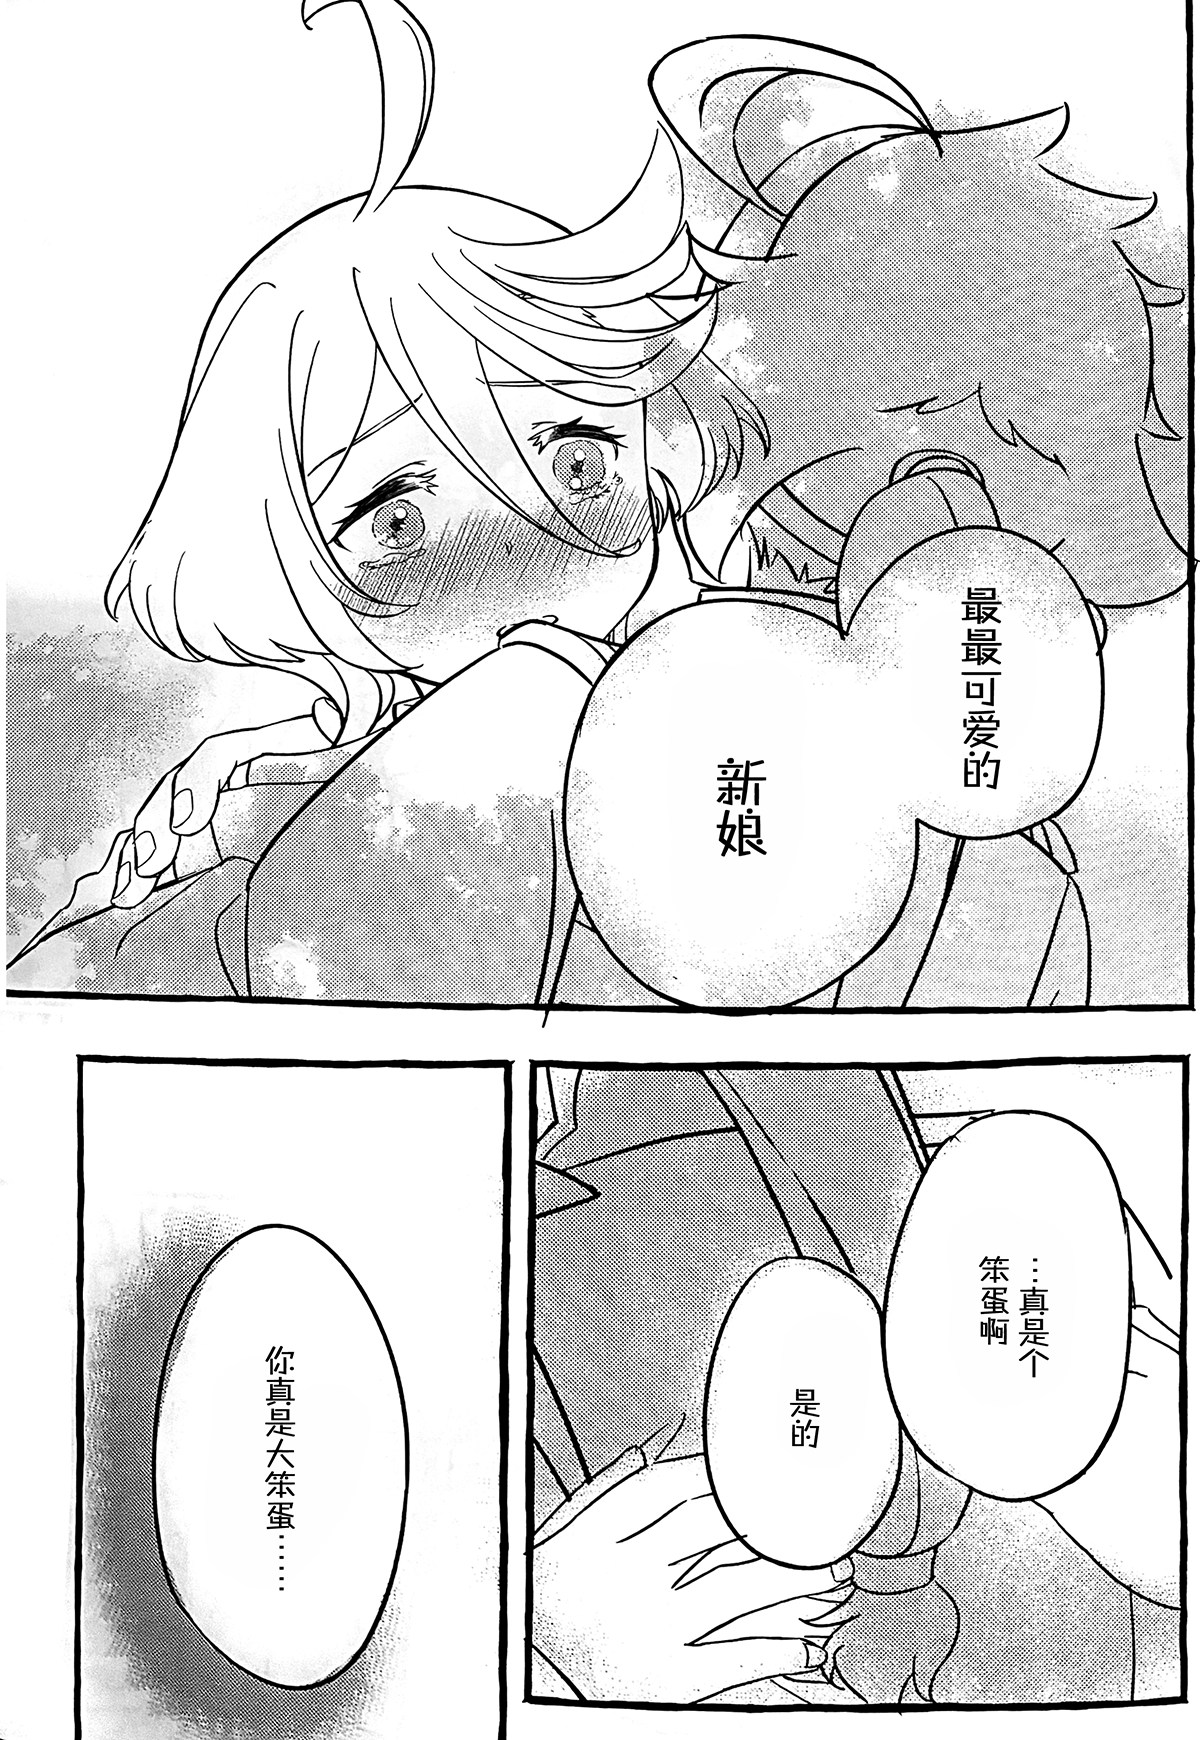 最最可爱的
新娘
…真是个
笨蛋啊
是的
你真是大笨蛋……